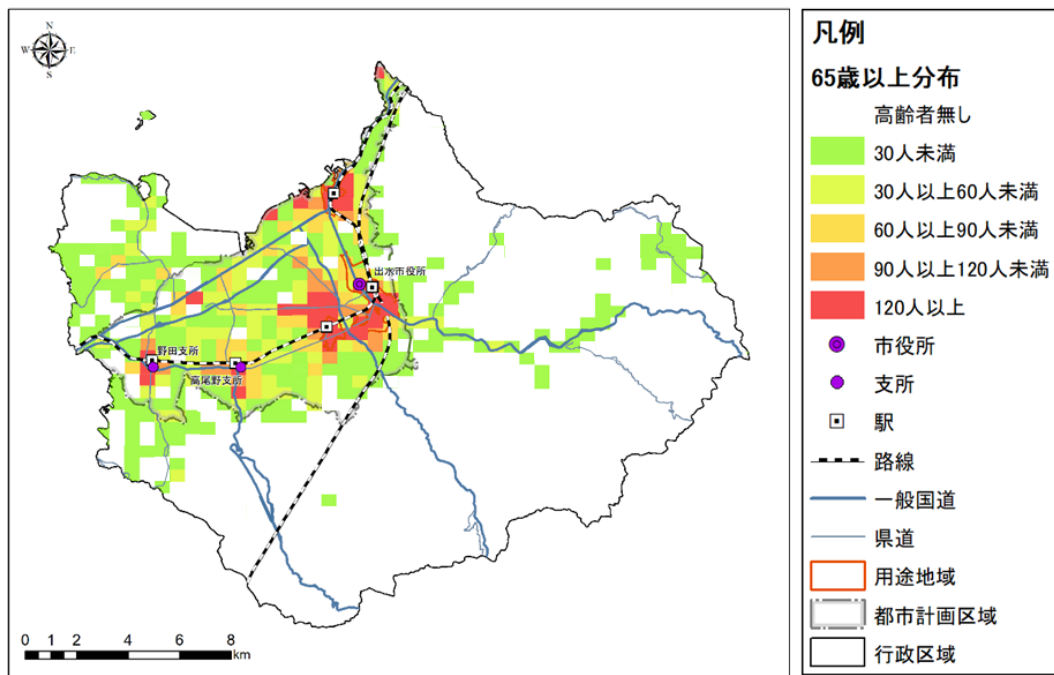 N
W E
S
出水市役所
野田支所
高尾野支所
0 1 2 4 6 8
km
凡例
65歳以上分布
高齢者無し
30人未満
30人以上60人未満
60人以上90人未満
90人以上120人未満
120人以上
市役所
支所
駅
路線
一般国道
県道
用途地域
都市計画区域
行政区域